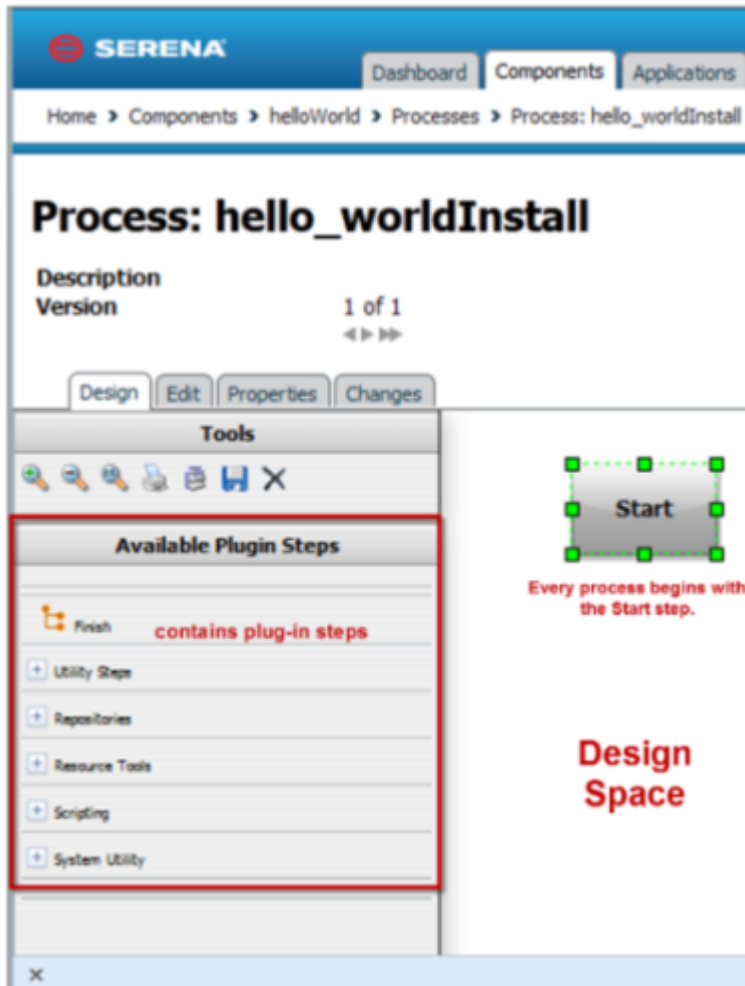 SERENA
Dashboard Components Applications
Home > Components > helloWorld > Processes > Process: hello_worldInstall
Process: hello_worldInstall
Description
Version 1 of 1
Design Edit Properties Changes
Tools
Available Plugin Steps
Finish contains plug-in steps
Utility Steps
Repositories
Resource Tools
Scripting
System Utility
Start
Every process begins with
the Start step.
Design
Space